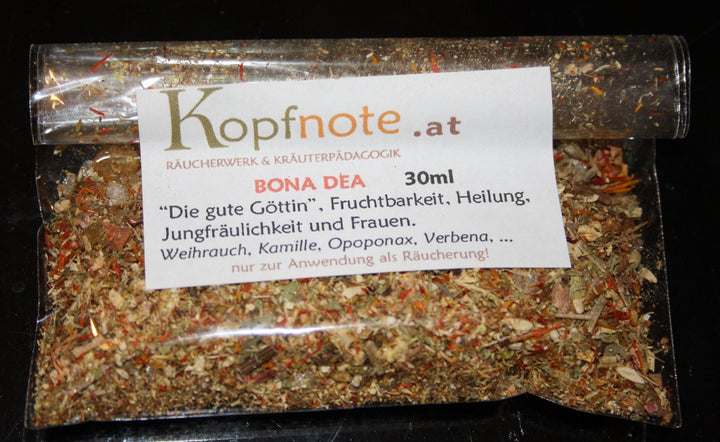 Kopfnote.at
RÄUCHERWERK & KRÄUTERPÄDAGOGIK
BONA DEA 30ml
“Die gute Göttin”, Fruchtbarkeit, Heilung,
Jungfräulichkeit und Frauen.
Weihrauch, Kamille, Opoponax, Verbena, ...
nur zur Anwendung als Räucherung!